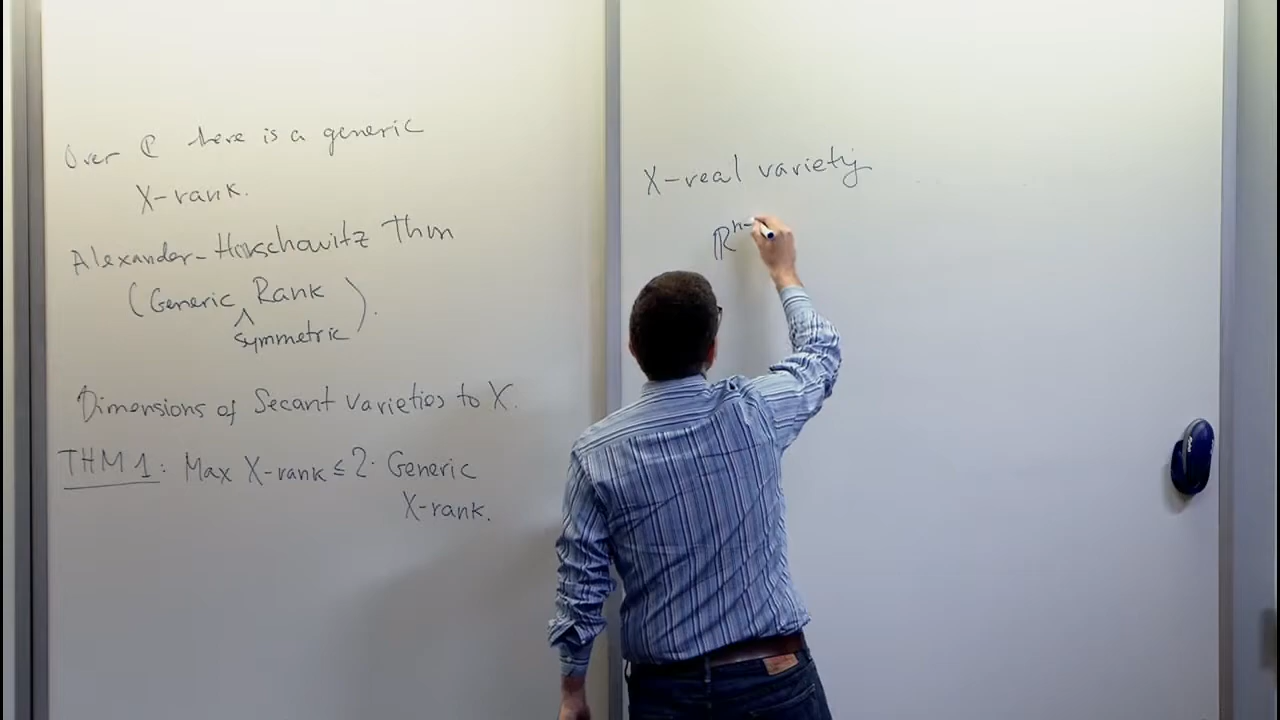 Over ℂ there is a generic
X-rank.
Alexander-Hirschowitz Thm
(Generic ^ Rank).
symmetric
Dimensions of Secant Varieties to X.
THM 1: Max X-rank ≤ 2· Generic
X-rank.
X-real variety
ℝⁿ⁻